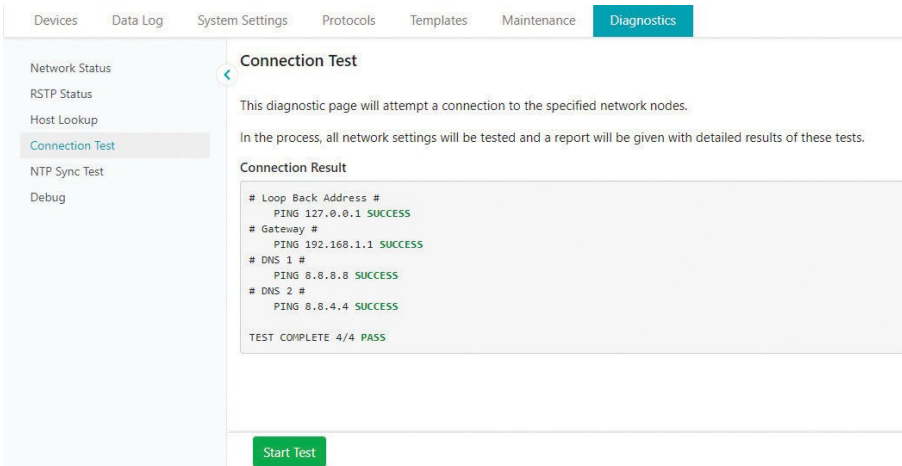 Devices Data Log System Settings Protocols Templates Maintenance Diagnostics
Network Status
RSTP Status
Host Lookup
Connection Test
NTP Sync Test
Debug
Connection Test
This diagnostic page will attempt a connection to the specified network nodes.
In the process, all network settings will be tested and a report will be given with detailed results of these tests.
Connection Result
# Loop Back Address #
PING 127.0.0.1 SUCCESS
# Gateway #
PING 192.168.1.1 SUCCESS
# DNS 1 #
PING 8.8.8.8 SUCCESS
# DNS 2 #
PING 8.8.4.4 SUCCESS
TEST COMPLETE 4/4 PASS
Start Test